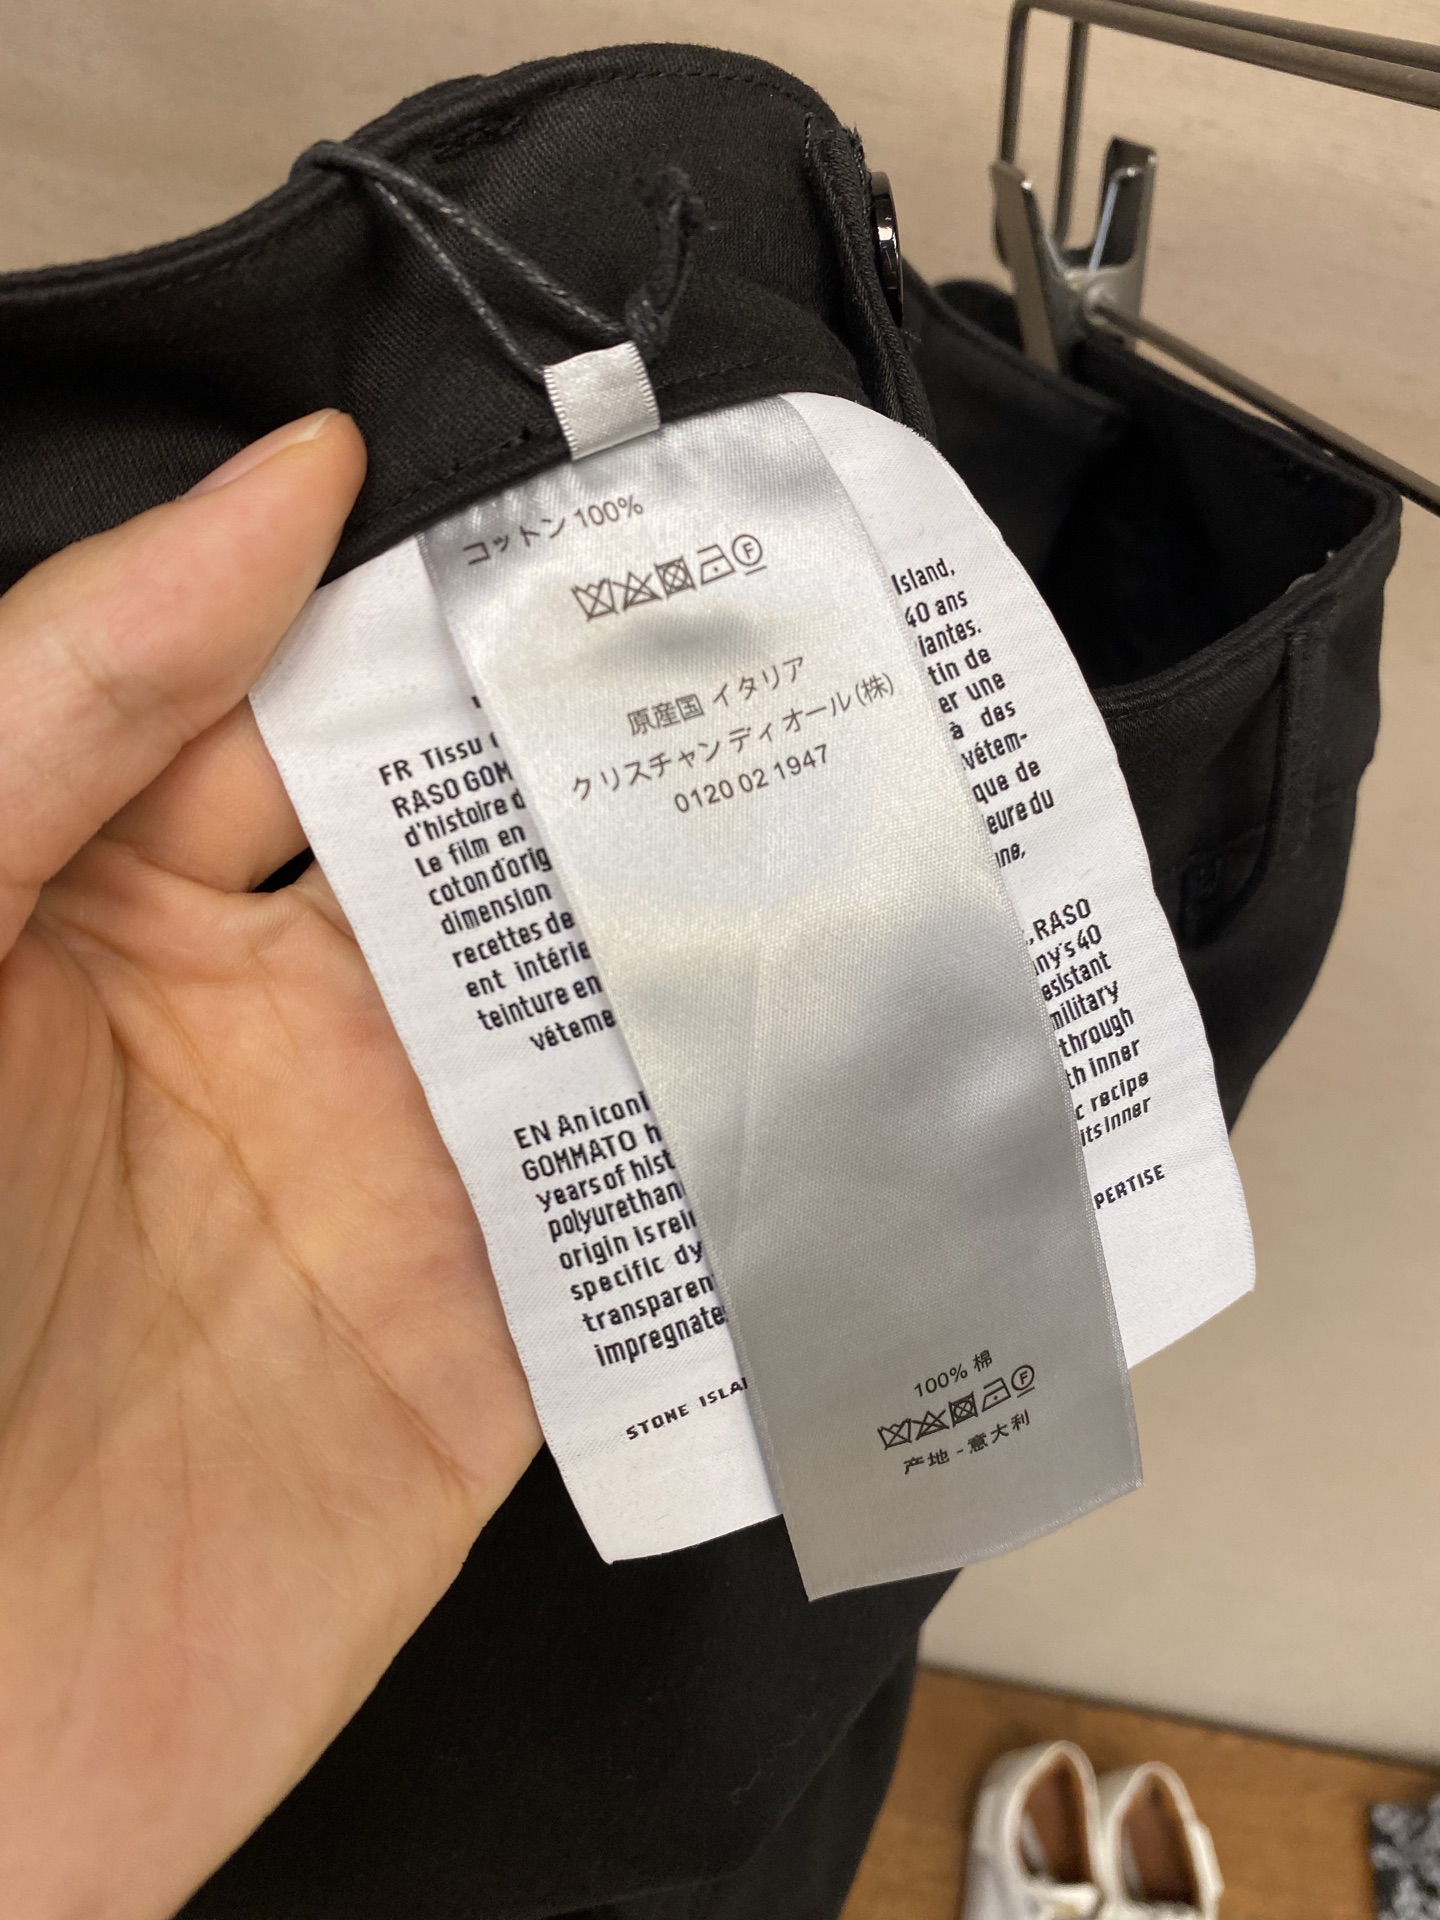 コットン 100%
F
原産国 イタリア
クリスチャン ディオール (株)
0120 02 1947
100% 棉
F
产地 - 意大利
FR Tissu
RASO GOM
d'histoire d
Le film en
coton d'orig
dimension
recettes de
ent intérie
teinture en
vêteme
EN An iconi
GOMMATO h
years of hist
polyurethan
origin is rei
specific dy
transparen
impregnate
STONE ISLA
Island,
40 ans
iantes.
tin de
er une
à des
vêtem-
que de
eure du
ane,
, RASO
ny's 40
esistant
military
through
th inner
c recipe
its inner
PERTISE